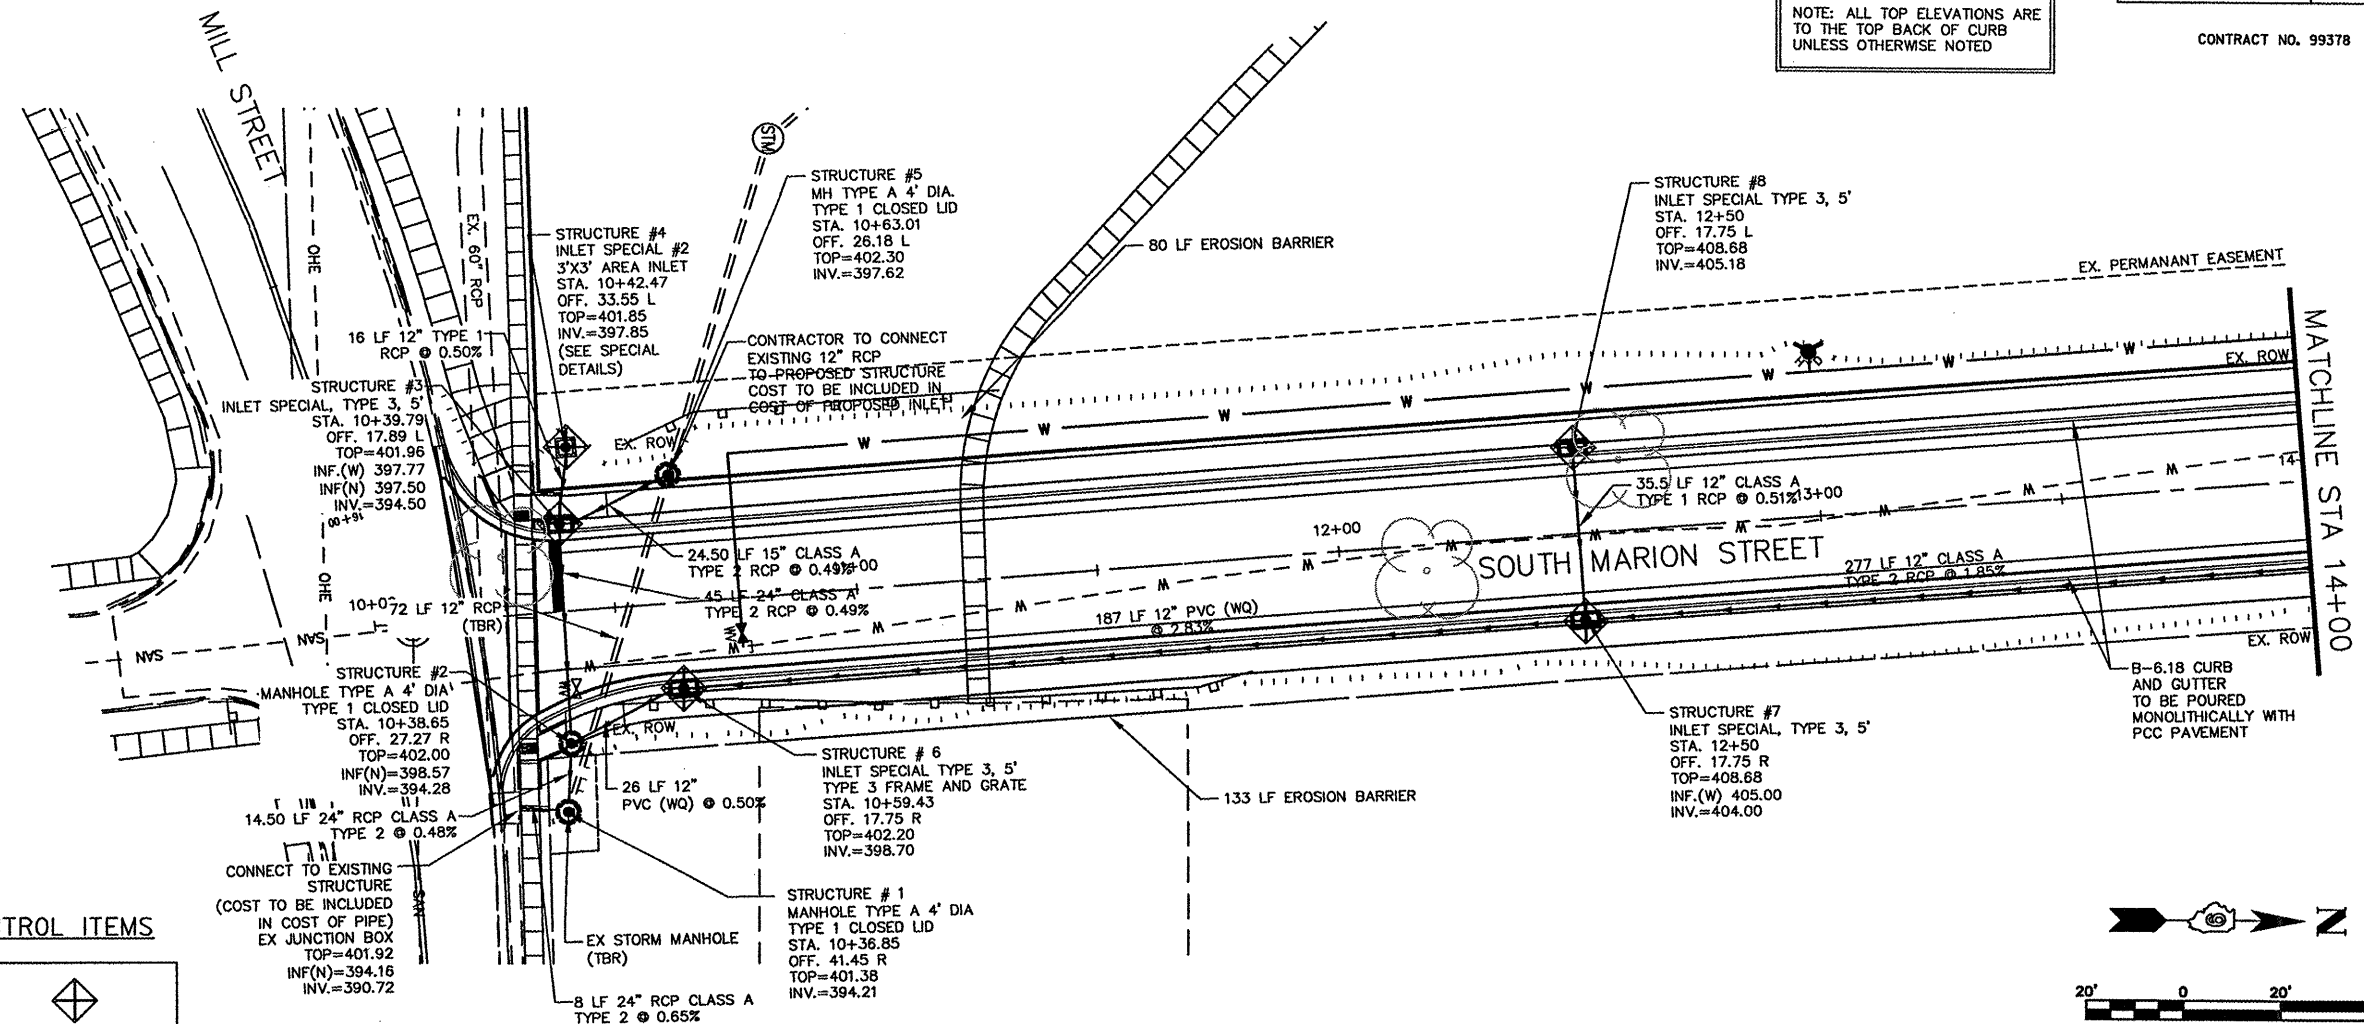 NOTE: ALL TOP ELEVATIONS ARE
TO THE TOP BACK OF CURB
UNLESS OTHERWISE NOTED
CONTRACT NO. 99378
MILL STREET
STM
STRUCTURE #5
MH TYPE A 4' DIA.
TYPE 1 CLOSED LID
STA. 10+63.01
OFF. 26.18 L
TOP=402.30
INV.=397.62
STRUCTURE #8
INLET SPECIAL TYPE 3, 5'
STA. 12+50
OFF. 17.75 L
TOP=408.68
INV.=405.18
OHE
EX. 60" RCP
STRUCTURE #4
INLET SPECIAL #2
3'X3' AREA INLET
STA. 10+42.47
OFF. 33.55 L
TOP=401.85
INV.=397.85
(SEE SPECIAL
DETAILS)
80 LF EROSION BARRIER
EX. PERMANANT EASEMENT
16 LF 12" TYPE 1
RCP @ 0.50%
CONTRACTOR TO CONNECT
EXISTING 12" RCP
TO PROPOSED STRUCTURE
COST TO BE INCLUDED IN
COST OF PROPOSED INLET
STRUCTURE #3
INLET SPECIAL, TYPE 3, 5'
STA. 10+39.79
OFF. 17.89 L
TOP=401.96
INF.(W) 397.77
INF(N) 397.50
INV.=394.50
16+00
EX. ROW
W W W W W W W W
EX. ROW
MATCHLINE STA 14+00
14
35.5 LF 12" CLASS A
TYPE 1 RCP @ 0.51%
13+00
12+00
24.50 LF 15" CLASS A
TYPE 2 RCP @ 0.49%
+00
SOUTH MARION STREET
277 LF 12" CLASS A
TYPE 2 RCP @ 1.85%
45 LF 24" CLASS A
TYPE 2 RCP @ 0.49%
OHE
10+0
72 LF 12" RCP
(TBR)
187 LF 12" PVC (WQ)
@ 2.83%
SAN SAN
W W W W W W W W W W
WV
WV
EX. ROW
STRUCTURE #2
MANHOLE TYPE A 4' DIA
TYPE 1 CLOSED LID
STA. 10+38.65
OFF. 27.27 R
TOP=402.00
INF(N)=398.57
INV.=394.28
EX. ROW
B-6.18 CURB
AND GUTTER
TO BE POURED
MONOLITHICALLY WITH
PCC PAVEMENT
STRUCTURE #7
INLET SPECIAL, TYPE 3, 5'
STA. 12+50
OFF. 17.75 R
TOP=408.68
INF.(W) 405.00
INV.=404.00
STRUCTURE # 6
INLET SPECIAL TYPE 3, 5'
TYPE 3 FRAME AND GRATE
STA. 10+59.43
OFF. 17.75 R
TOP=402.20
INV.=398.70
26 LF 12"
PVC (WQ) @ 0.50%
133 LF EROSION BARRIER
14.50 LF 24" RCP CLASS A
TYPE 2 @ 0.48%
CONNECT TO EXISTING
STRUCTURE
(COST TO BE INCLUDED
IN COST OF PIPE)
EX JUNCTION BOX
TOP=401.92
INF(N)=394.16
INV.=390.72
SAN
STRUCTURE # 1
MANHOLE TYPE A 4' DIA
TYPE 1 CLOSED LID
STA. 10+36.85
OFF. 41.45 R
TOP=401.38
INV.=394.21
EX STORM MANHOLE
(TBR)
8 LF 24" RCP CLASS A
TYPE 2 @ 0.65%
TROL ITEMS
N
20' 0 20'